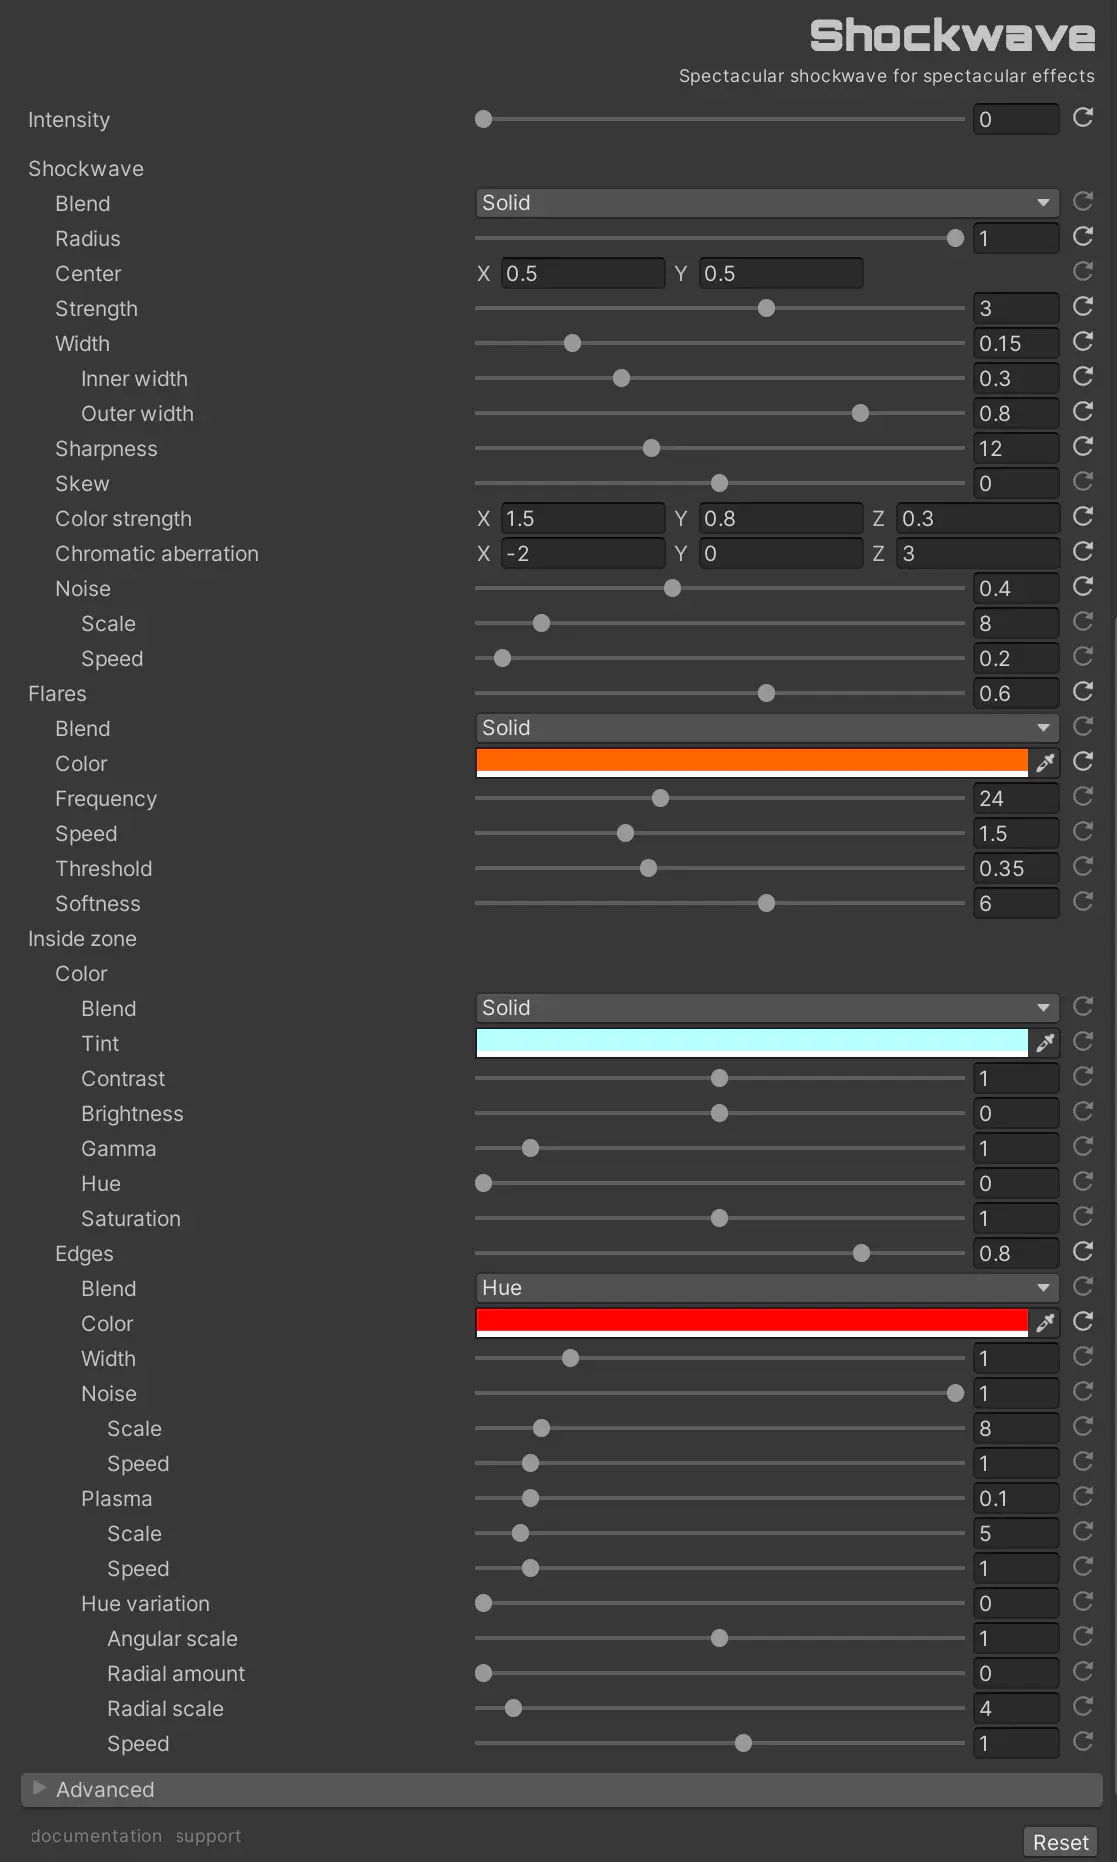 Shockwave
Spectacular shockwave for spectacular effects
Intensity 0
Shockwave
Blend Solid
Radius 1
Center X 0.5 Y 0.5
Strength 3
Width 0.15
Inner width 0.3
Outer width 0.8
Sharpness 12
Skew 0
Color strength X 1.5 Y 0.8 Z 0.3
Chromatic aberration X -2 Y 0 Z 3
Noise 0.4
Scale 8
Speed 0.2
Flares 0.6
Blend Solid
Color
Frequency 24
Speed 1.5
Threshold 0.35
Softness 6
Inside zone
Color
Blend Solid
Tint
Contrast 1
Brightness 0
Gamma 1
Hue 0
Saturation 1
Edges 0.8
Blend Hue
Color
Width 1
Noise 1
Scale 8
Speed 1
Plasma 0.1
Scale 5
Speed 1
Hue variation 0
Angular scale 1
Radial amount 0
Radial scale 4
Speed 1
Advanced
documentation support
Reset